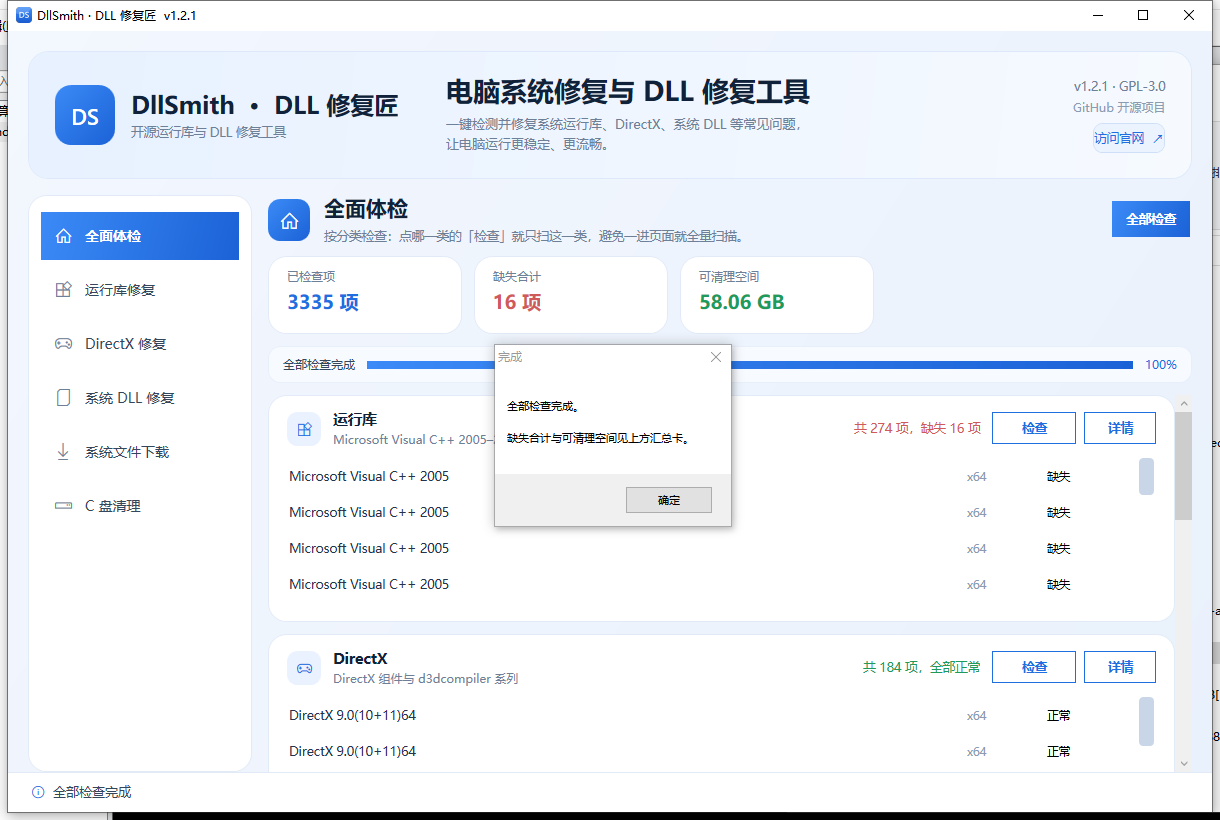 DS DllSmith · DLL 修复匠 v1.2.1
DS
DllSmith • DLL 修复匠
开源运行库与 DLL 修复工具
电脑系统修复与 DLL 修复工具
一键检测并修复系统运行库、DirectX、系统 DLL 等常见问题，
让电脑运行更稳定、更流畅。
v1.2.1 · GPL-3.0
GitHub 开源项目
访问官网 ↗
全面体检
运行库修复
DirectX 修复
系统 DLL 修复
系统文件下载
C 盘清理
全面体检
按分类检查：点哪一类的「检查」就只扫这一类，避免一进页面就全量扫描。
全部检查
已检查项
3335 项
缺失合计
16 项
可清理空间
58.06 GB
全部检查完成
100%
完成
全部检查完成。
缺失合计与可清理空间见上方汇总卡。
确定
运行库
Microsoft Visual C++ 2005–
共 274 项，缺失 16 项
检查
详情
Microsoft Visual C++ 2005 x64 缺失
Microsoft Visual C++ 2005 x64 缺失
Microsoft Visual C++ 2005 x64 缺失
Microsoft Visual C++ 2005 x64 缺失
DirectX
DirectX 组件与 d3dcompiler 系列
共 184 项，全部正常
检查
详情
DirectX 9.0(10+11)64 x64 正常
DirectX 9.0(10+11)64 x64 正常
全部检查完成